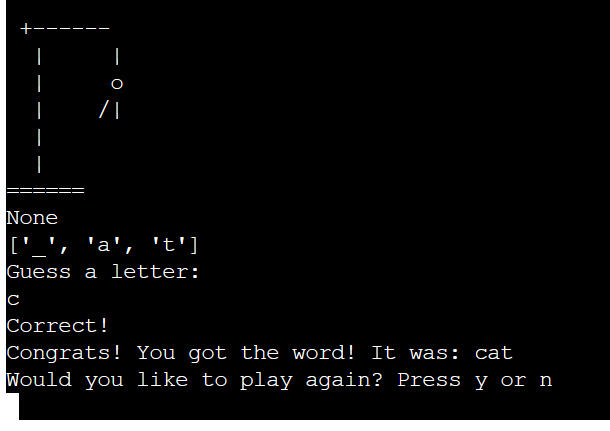 +------
|      |
|      o
|     /|
|
|
======
None
['_', 'a', 't']
Guess a letter:
c
Correct!
Congrats! You got the word! It was: cat
Would you like to play again? Press y or n